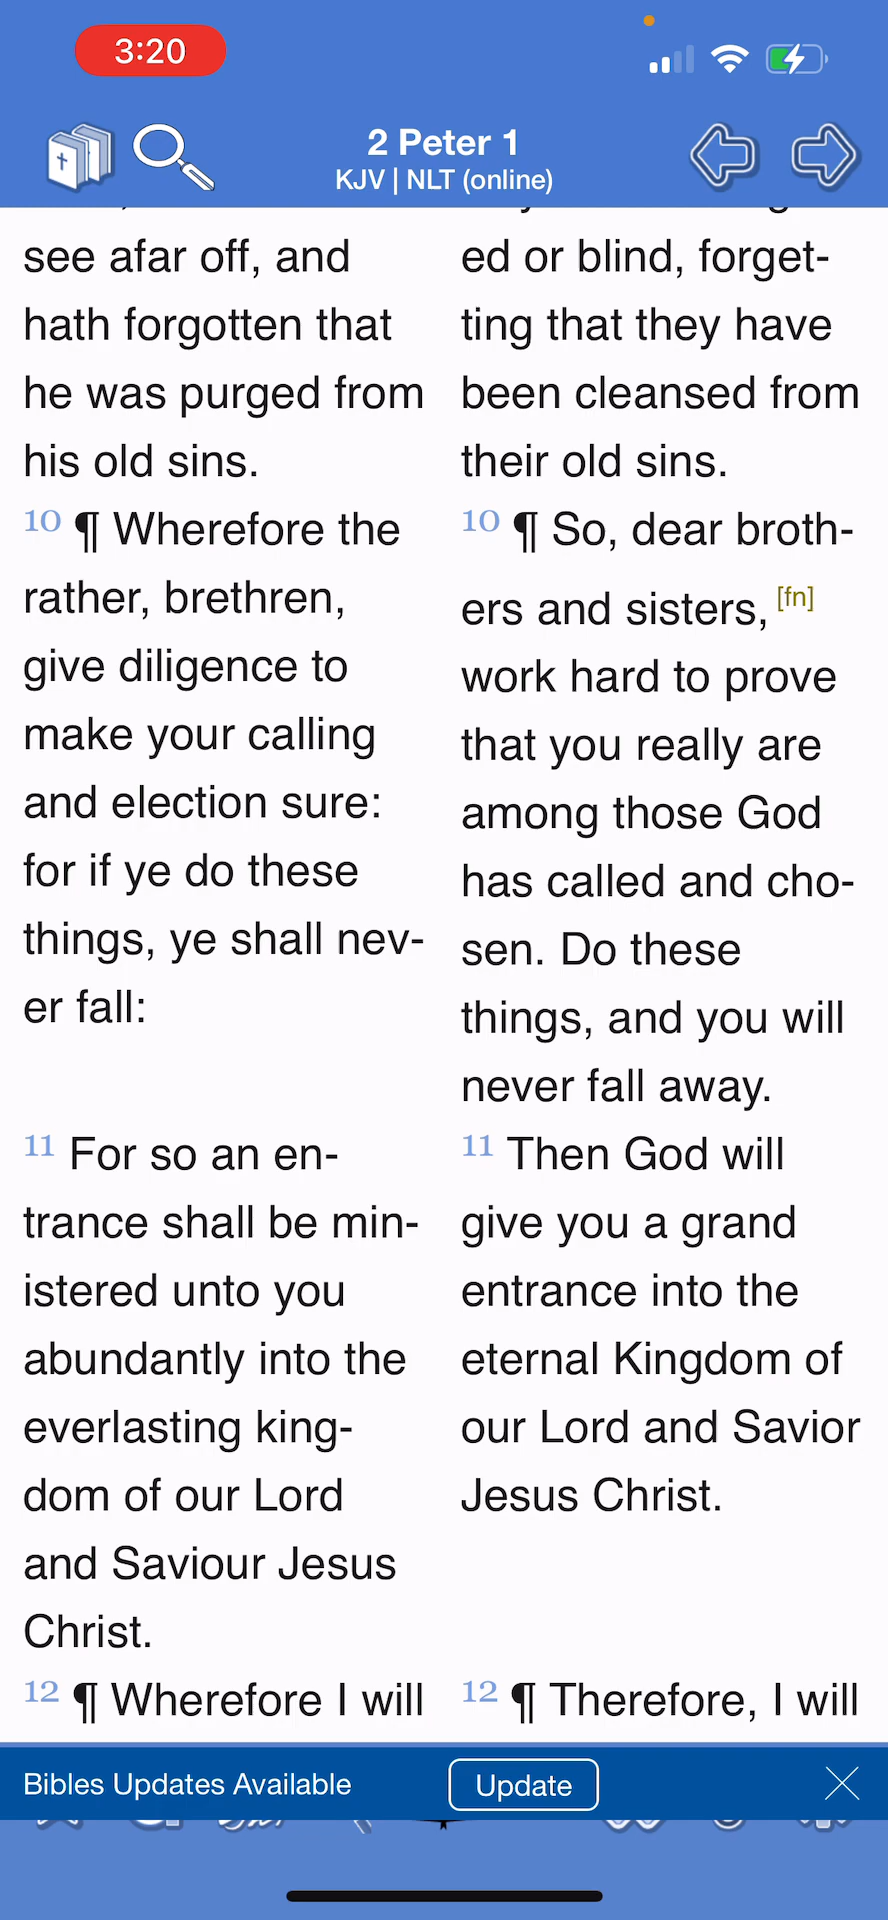 3:20
2 Peter 1
KJV | NLT (online)
see afar off, and
hath forgotten that
he was purged from
his old sins.
10 ¶ Wherefore the
rather, brethren,
give diligence to
make your calling
and election sure:
for if ye do these
things, ye shall nev-
er fall:
11 For so an en-
trance shall be min-
istered unto you
abundantly into the
everlasting king-
dom of our Lord
and Saviour Jesus
Christ.
12 ¶ Wherefore I will
ed or blind, forget-
ting that they have
been cleansed from
their old sins.
10 ¶ So, dear broth-
ers and sisters, [fn]
work hard to prove
that you really are
among those God
has called and cho-
sen. Do these
things, and you will
never fall away.
11 Then God will
give you a grand
entrance into the
eternal Kingdom of
our Lord and Savior
Jesus Christ.
12 ¶ Therefore, I will
Bibles Updates Available
Update